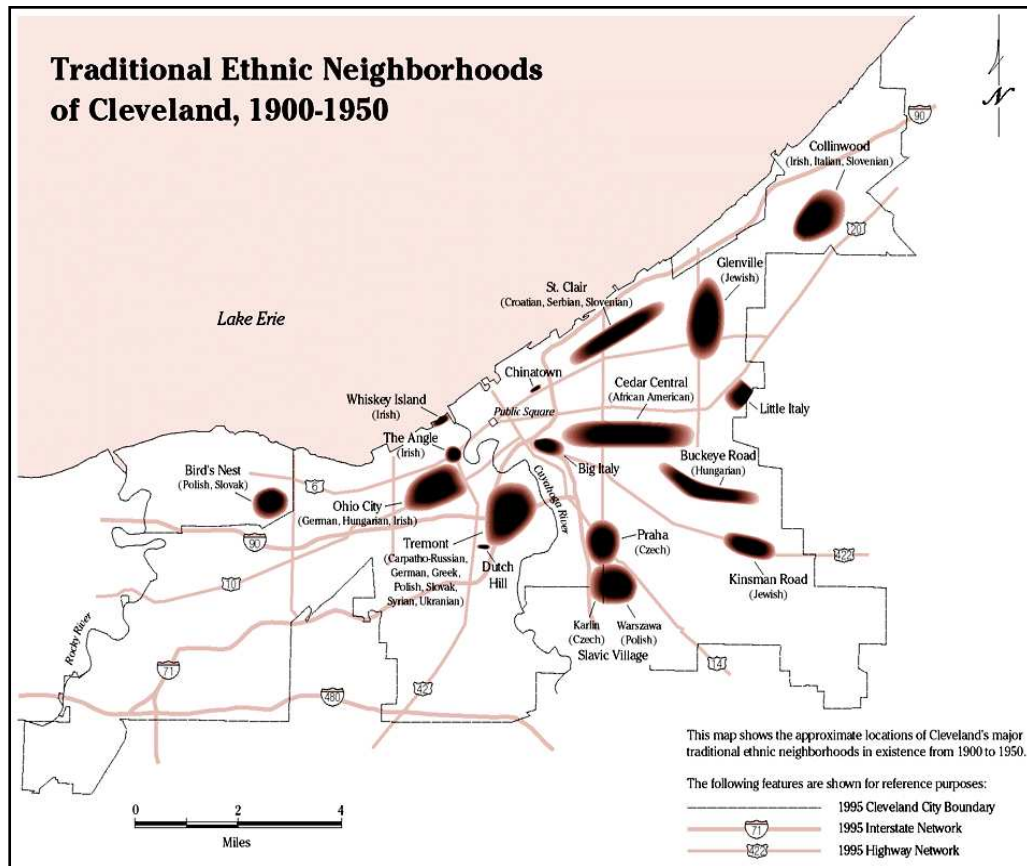 Traditional Ethnic Neighborhoods
of Cleveland, 1900-1950
N
90
Collinwood
(Irish, Italian, Slovenian)
20
Glenville
(Jewish)
St. Clair
(Croatian, Serbian, Slovenian)
Lake Erie
Chinatown
Cedar Central
(African American)
Whiskey Island
(Irish)
Public Square
Little Italy
The Angle
(Irish)
Big Italy
Buckeye Road
(Hungarian)
Bird's Nest
(Polish, Slovak)
6
Ohio City
(German, Hungarian, Irish)
Cuyahoga River
90
Tremont
(Carpatho-Russian,
German, Greek,
Polish, Slovak,
Syrian, Ukranian)
Dutch
Hill
Praha
(Czech)
422
10
Kinsman Road
(Jewish)
Karlin
(Czech)
Warszawa
(Polish)
Slavic Village
Rocky River
14
71
42
480
This map shows the approximate locations of Cleveland's major
traditional ethnic neighborhoods in existence from 1900 to 1950.
The following features are shown for reference purposes:
1995 Cleveland City Boundary
71
1995 Interstate Network
422
1995 Highway Network
0 2 4
Miles